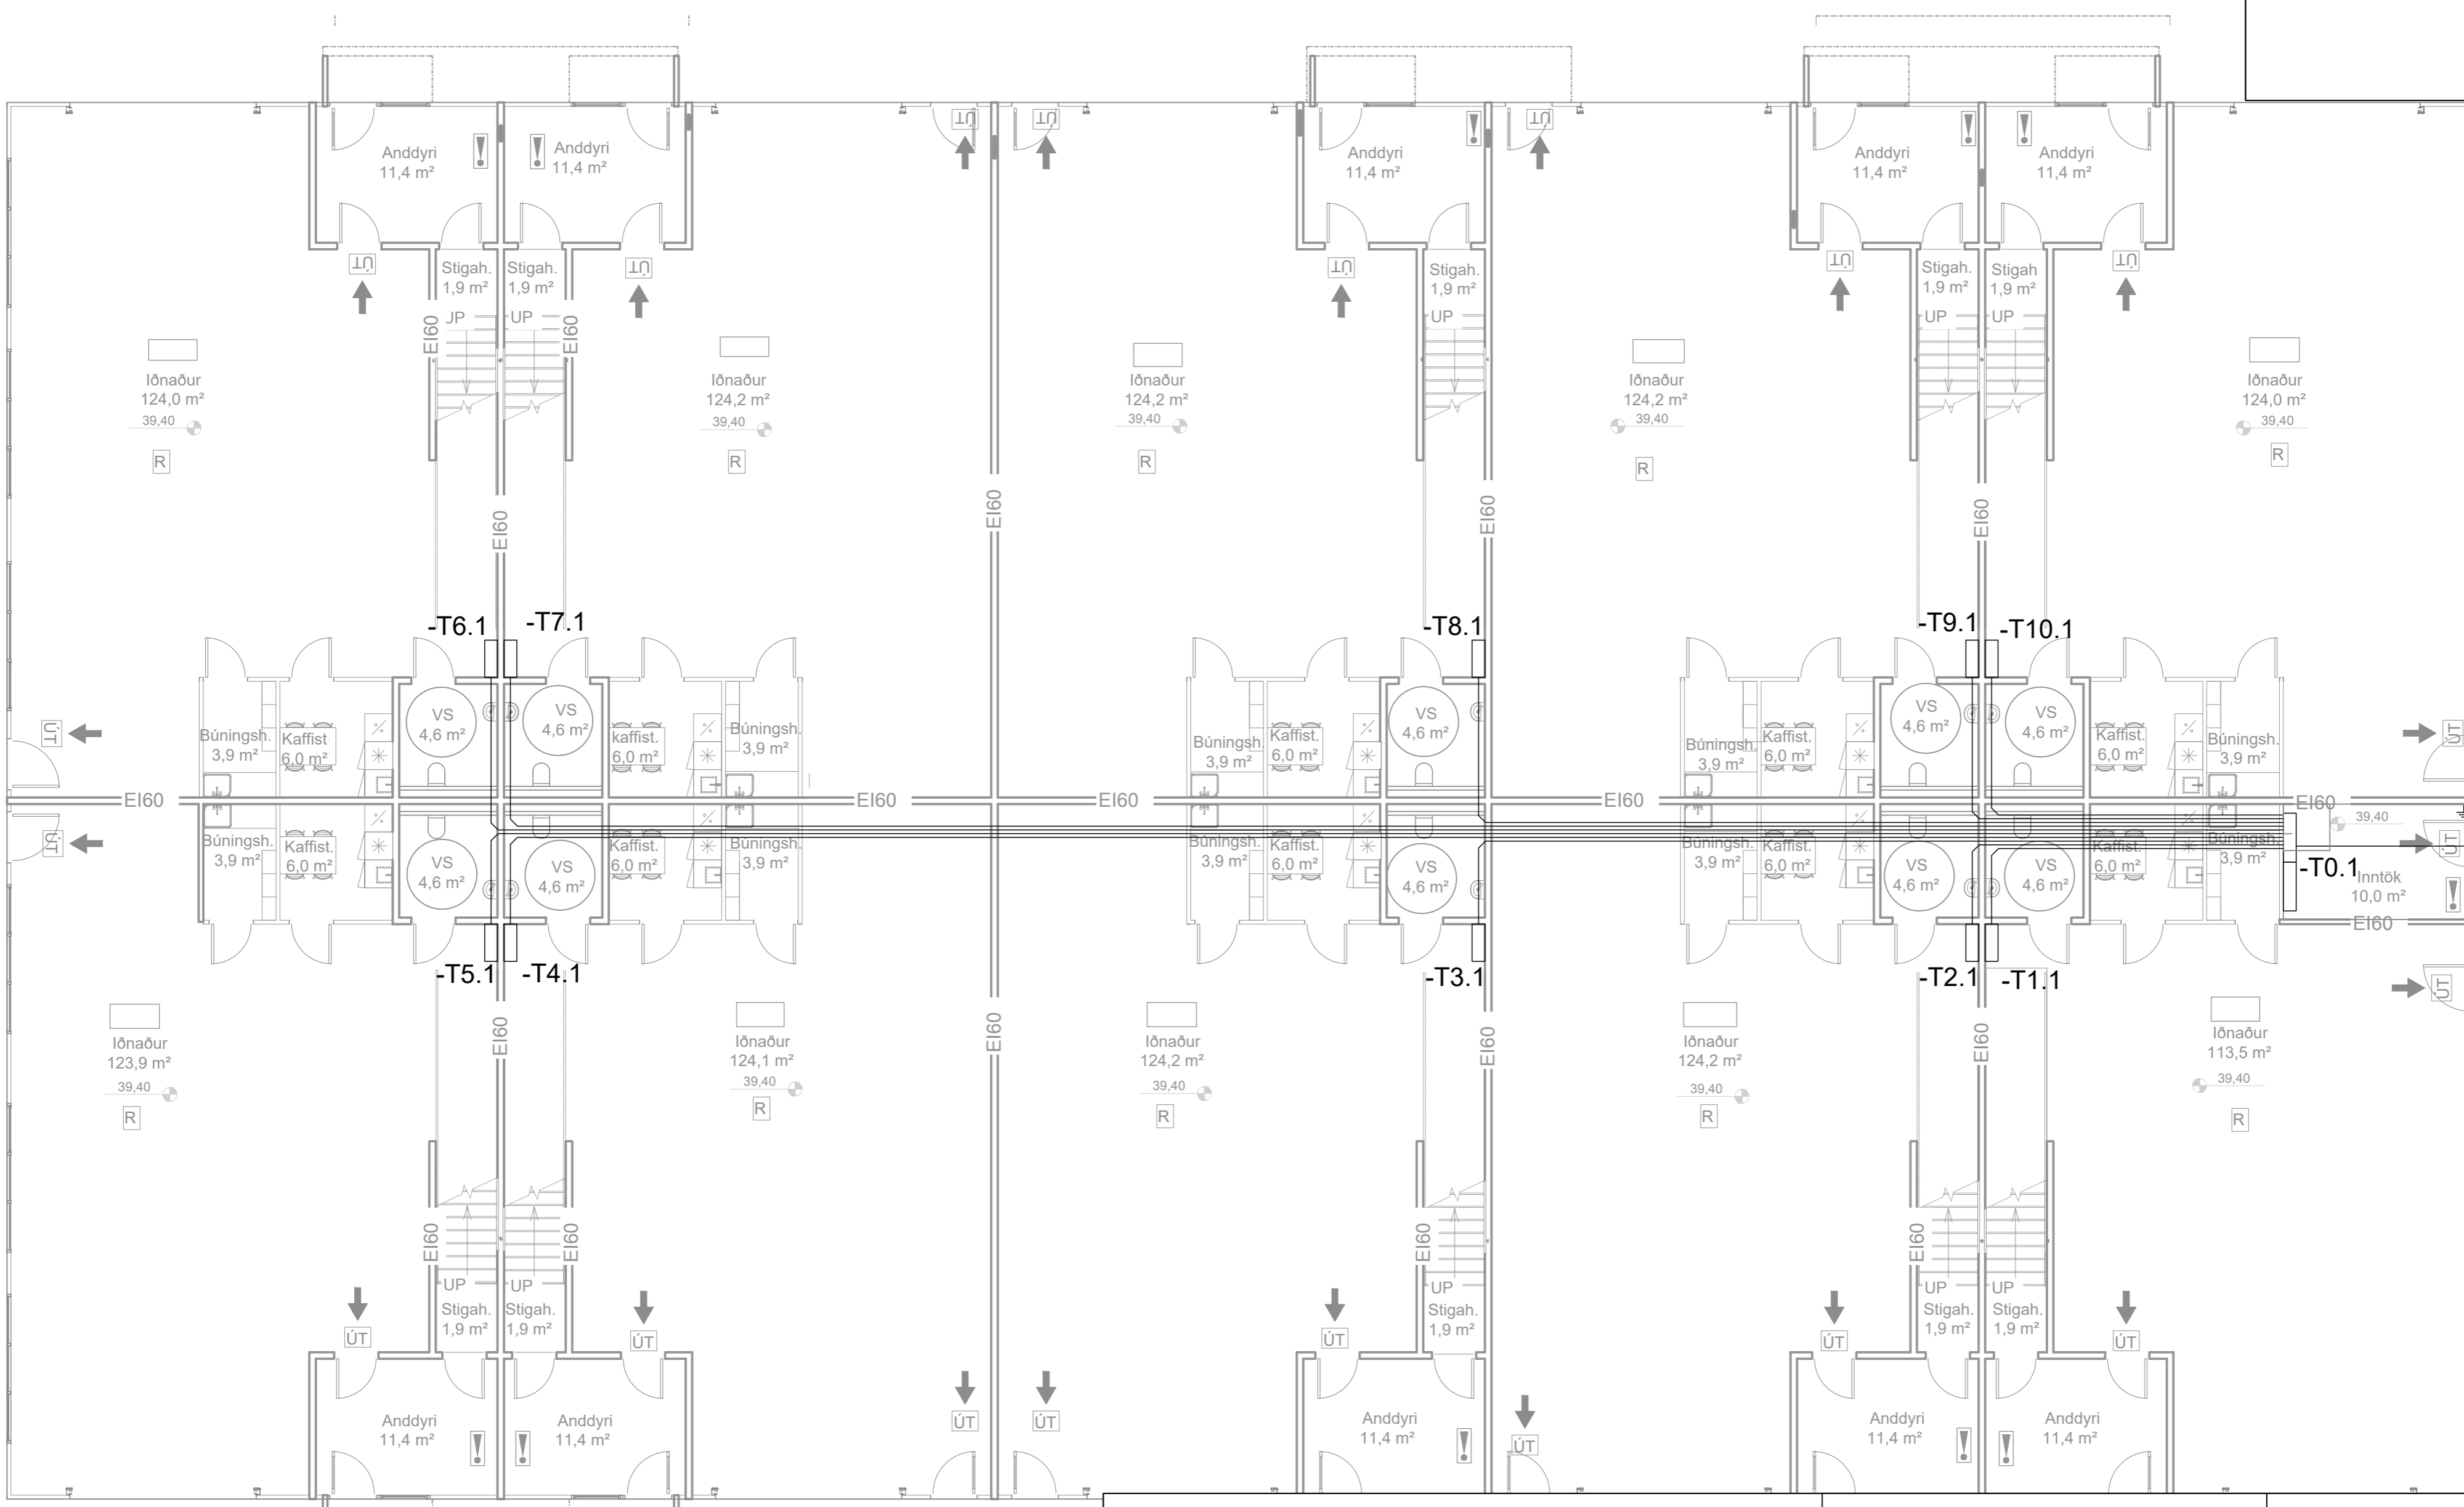 ÚT
ÚT
ÚT
Anddyri
11,4 m²
Anddyri
11,4 m²
Anddyri
11,4 m²
Anddyri
11,4 m²
Anddyri
11,4 m²
ÚT
ÚT
ÚT
ÚT
ÚT
Stigah.
1,9 m²
Stigah.
1,9 m²
Stigah.
1,9 m²
Stigah.
1,9 m²
Stigah
1,9 m²
EI60
JP
UP
EI60
UP
UP
UP
Iðnaður
124,0 m²
39,40
R
Iðnaður
124,2 m²
39,40
R
Iðnaður
124,2 m²
39,40
R
Iðnaður
124,2 m²
39,40
R
Iðnaður
124,0 m²
39,40
R
EI60
EI60
EI60
EI60
-T6.1
-T7.1
-T8.1
-T9.1
-T10.1
ÚT
Búningsh.
3,9 m²
Kaffist.
6,0 m²
VS
4,6 m²
VS
4,6 m²
kaffist.
6,0 m²
Búningsh.
3,9 m²
Búningsh.
3,9 m²
Kaffist.
6,0 m²
VS
4,6 m²
Búningsh.
3,9 m²
Kaffist.
6,0 m²
VS
4,6 m²
VS
4,6 m²
Kaffist.
6,0 m²
Búningsh.
3,9 m²
ÚT
EI60
EI60
EI60
EI60
EI60
39,40
ÚT
Búningsh.
3,9 m²
Kaffist.
6,0 m²
VS
4,6 m²
VS
4,6 m²
Kaffist.
6,0 m²
Búningsh.
3,9 m²
Búningsh.
3,9 m²
Kaffist.
6,0 m²
VS
4,6 m²
Búningsh.
3,9 m²
Kaffist.
6,0 m²
VS
4,6 m²
VS
4,6 m²
Kaffist.
6,0 m²
Búningsh.
3,9 m²
ÚT
-T0.1
Inntök
10,0 m²
EI60
-T5.1
-T4.1
-T3.1
-T2.1
-T1.1
ÚT
EI60
EI60
EI60
EI60
Iðnaður
123,9 m²
39,40
R
Iðnaður
124,1 m²
39,40
R
Iðnaður
124,2 m²
39,40
R
Iðnaður
124,2 m²
39,40
R
Iðnaður
113,5 m²
39,40
R
EI60
EI60
EI60
EI60
UP
UP
UP
UP
UP
Stigah.
1,9 m²
Stigah.
1,9 m²
Stigah.
1,9 m²
Stigah.
1,9 m²
Stigah.
1,9 m²
ÚT
ÚT
ÚT
ÚT
ÚT
Anddyri
11,4 m²
Anddyri
11,4 m²
Anddyri
11,4 m²
Anddyri
11,4 m²
Anddyri
11,4 m²
ÚT
ÚT
ÚT